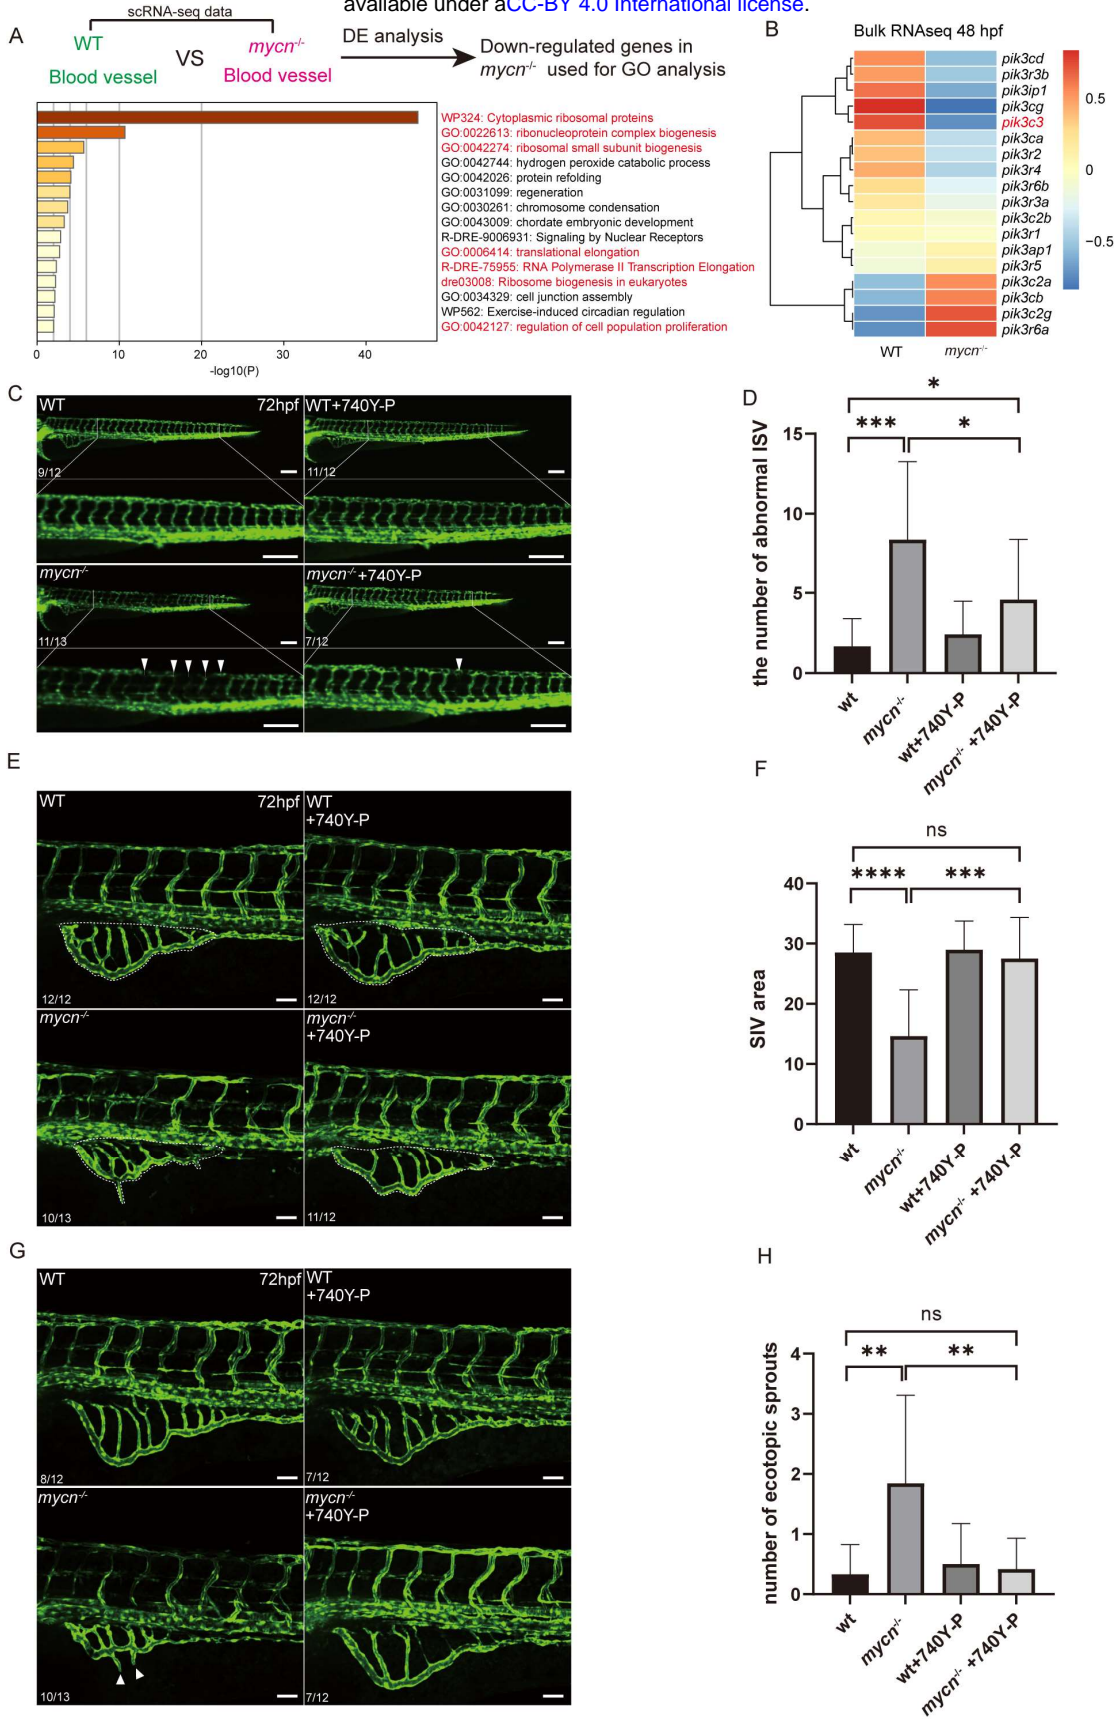 available under aCC-BY 4.0 International license.
A
scRNA-seq data
WT
VS
mycn-/-
Blood vessel
Blood vessel
DE analysis
Down-regulated genes in
mycn-/- used for GO analysis
WP324: Cytoplasmic ribosomal proteins
GO:0022613: ribonucleoprotein complex biogenesis
GO:0042274: ribosomal small subunit biogenesis
GO:0042744: hydrogen peroxide catabolic process
GO:0042026: protein refolding
GO:0031099: regeneration
GO:0030261: chromosome condensation
GO:0043009: chordate embryonic development
R-DRE-9006931: Signaling by Nuclear Receptors
GO:0006414: translational elongation
R-DRE-75955: RNA Polymerase II Transcription Elongation
dre03008: Ribosome biogenesis in eukaryotes
GO:0034329: cell junction assembly
WP562: Exercise-induced circadian regulation
GO:0042127: regulation of cell population proliferation
0 10 20 30 40
-log10(P)
B
Bulk RNAseq 48 hpf
pik3cd
pik3r3b
pik3ip1
pik3cg
pik3c3
pik3ca
pik3r2
pik3r4
pik3r6b
pik3r3a
pik3c2b
pik3r1
pik3ap1
pik3r5
pik3c2a
pik3cb
pik3c2g
pik3r6a
WT mycn-/-
0.5
0
−0.5
C
WT 72hpf
9/12
WT+740Y-P
11/12
mycn-/-
11/13
mycn-/- +740Y-P
7/12
D
*
*** *
the number of abnormal ISV
15
10
5
0
wt
mycn-/-
wt+740Y-P
mycn-/- +740Y-P
E
WT 72hpf
12/12
WT
+740Y-P
12/12
mycn-/-
10/13
mycn-/-
+740Y-P
11/12
F
ns
**** ***
SIV area
40
30
20
10
0
wt
mycn-/-
wt+740Y-P
mycn-/- +740Y-P
G
WT 72hpf
8/12
WT
+740Y-P
7/12
mycn-/-
10/13
mycn-/-
+740Y-P
7/12
H
ns
** **
number of ecotopic sprouts
4
3
2
1
0
wt
mycn-/-
wt+740Y-P
mycn-/- +740Y-P